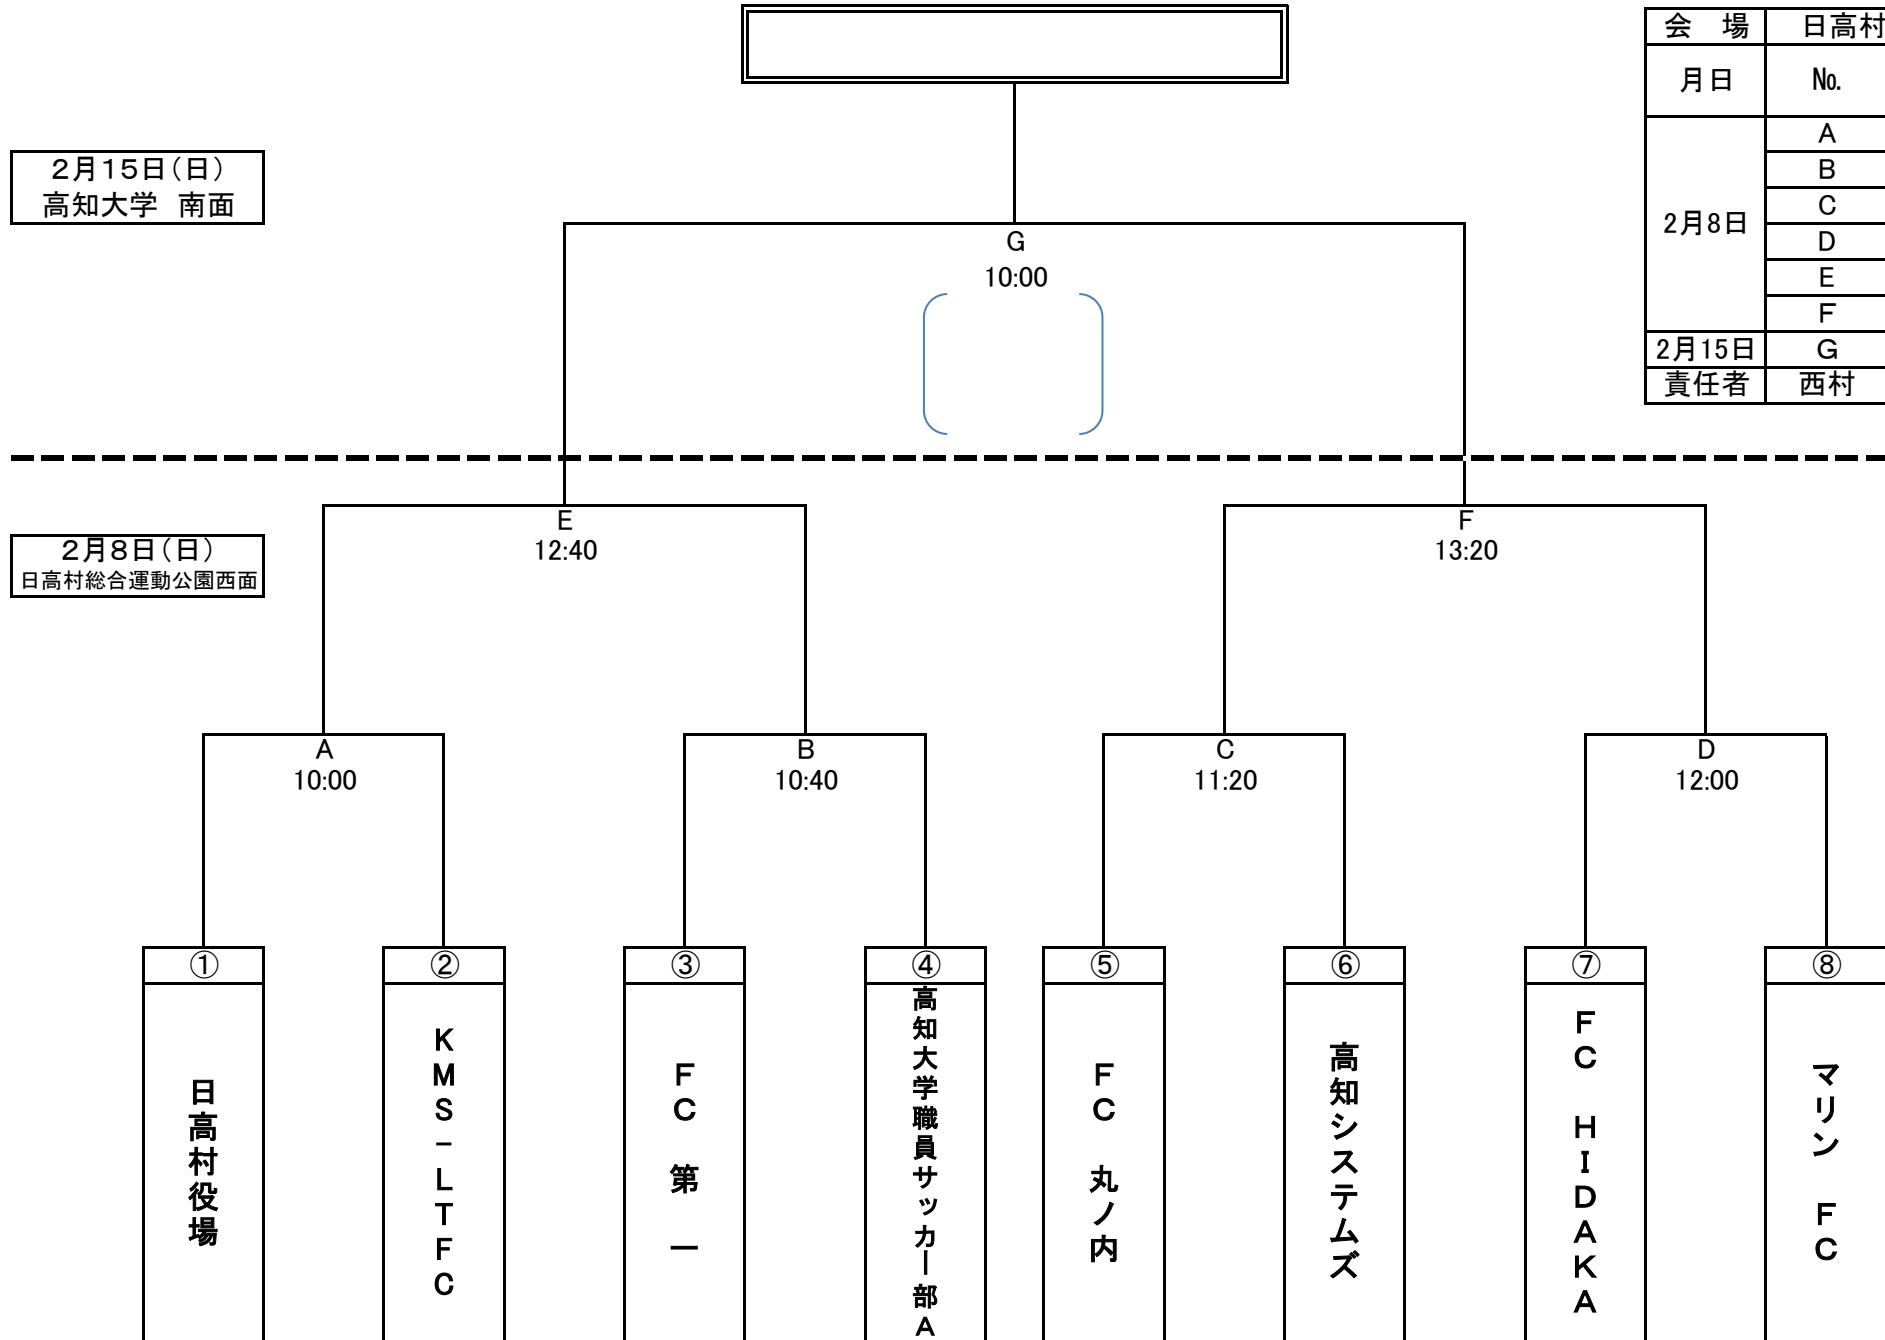 会　場　日高村
月日　№
2月8日
A
B
C
D
E
F
2月15日　G
責任者　西村
２月１５日（日）
高知大学　南面
G
10:00
２月８日（日）
日高村総合運動公園西面
E
12:40
F
13:20
A
10:00
B
10:40
C
11:20
D
12:00
①
日高村役場
②
ＫＭＳ－ＬＴＦＣ
③
ＦＣ　第　一
④
高知大学職員サッカー部Ａ
⑤
ＦＣ　丸ノ内
⑥
高知システムズ
⑦
ＦＣ　ＨＩＤＡＫＡ
⑧
マリン　ＦＣ